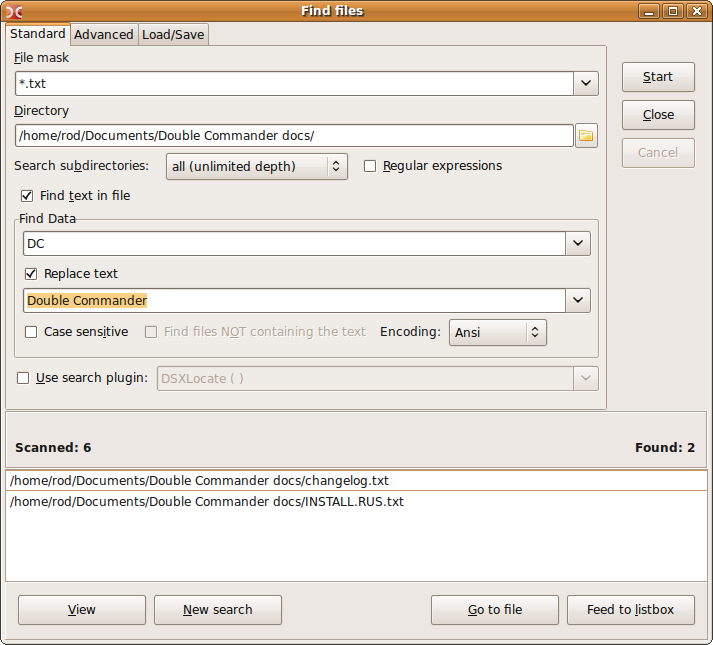 Find files
Standard Advanced Load/Save
File mask
*.txt
Start
Directory
/home/rod/Documents/Double Commander docs/
Close
Search subdirectories: all (unlimited depth) Regular expressions
Cancel
Find text in file
Find Data
DC
Replace text
Double Commander
Case sensitive Find files NOT containing the text Encoding: Ansi
Use search plugin: DSXLocate ( )
Scanned: 6 Found: 2
/home/rod/Documents/Double Commander docs/changelog.txt
/home/rod/Documents/Double Commander docs/INSTALL.RUS.txt
View New search Go to file Feed to listbox